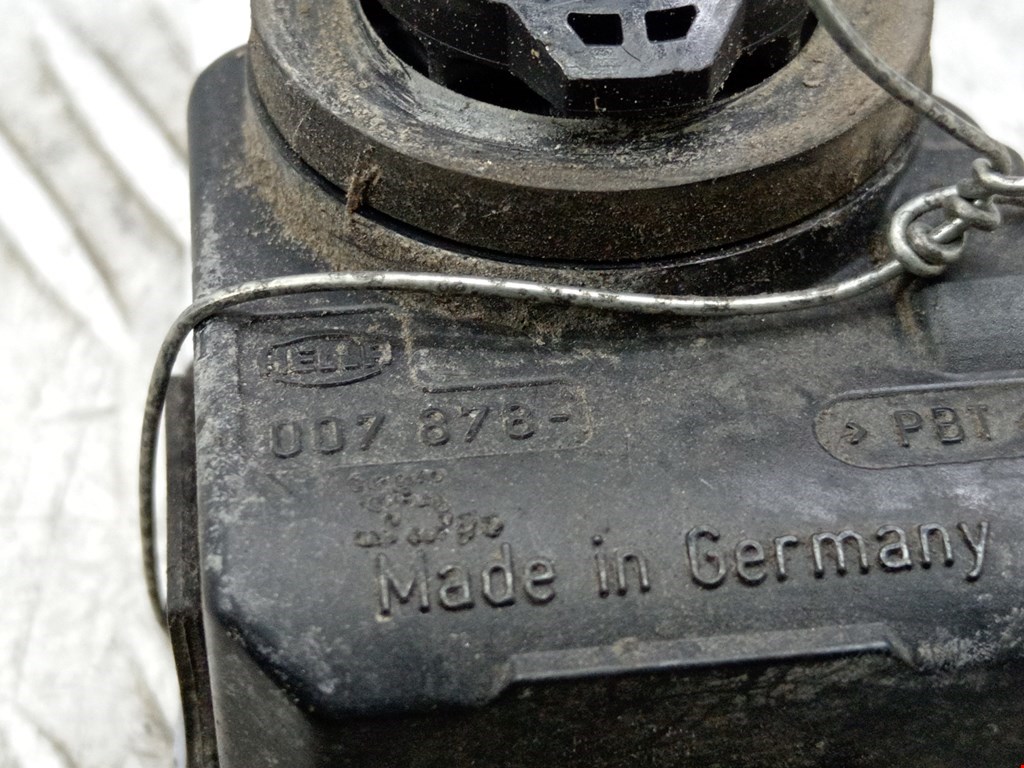 HELLA
007 878-
> PBT
Made in Germany